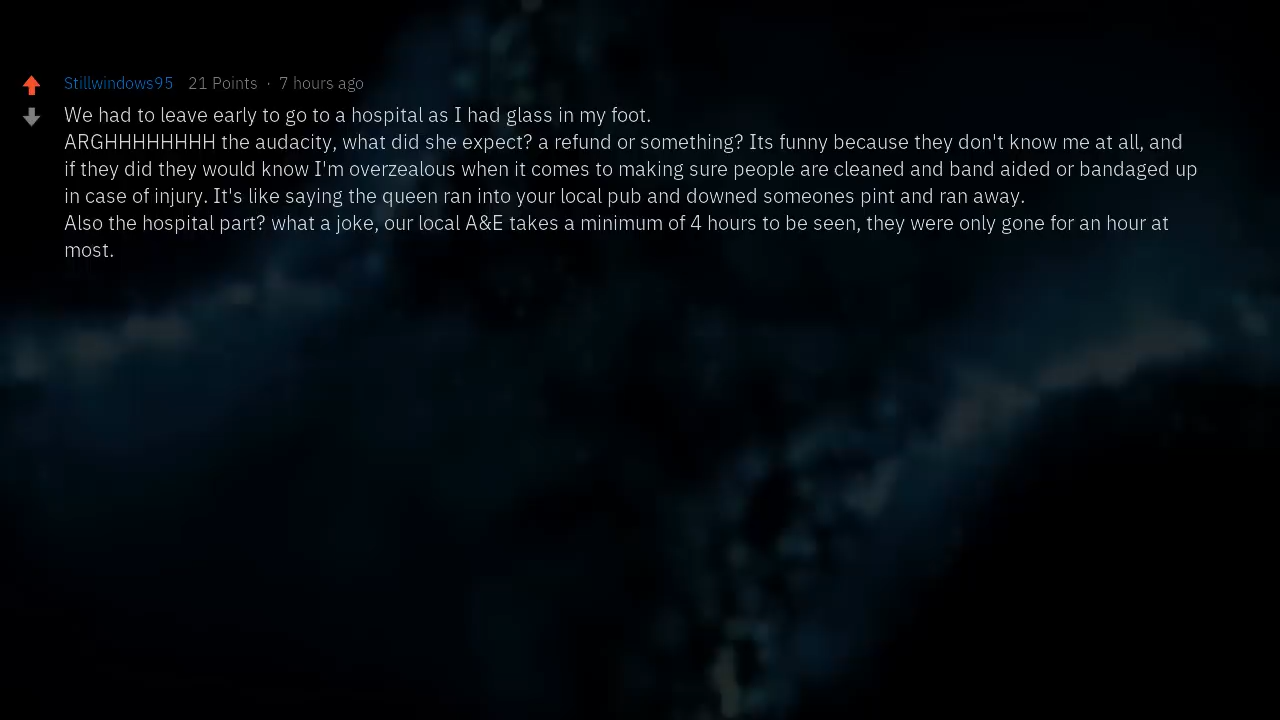 Stillwindows95 21 Points · 7 hours ago
We had to leave early to go to a hospital as I had glass in my foot.
ARGHHHHHHHH the audacity, what did she expect? a refund or something? Its funny because they don't know me at all, and
if they did they would know I'm overzealous when it comes to making sure people are cleaned and band aided or bandaged up
in case of injury. It's like saying the queen ran into your local pub and downed someones pint and ran away.
Also the hospital part? what a joke, our local A&E takes a minimum of 4 hours to be seen, they were only gone for an hour at
most.